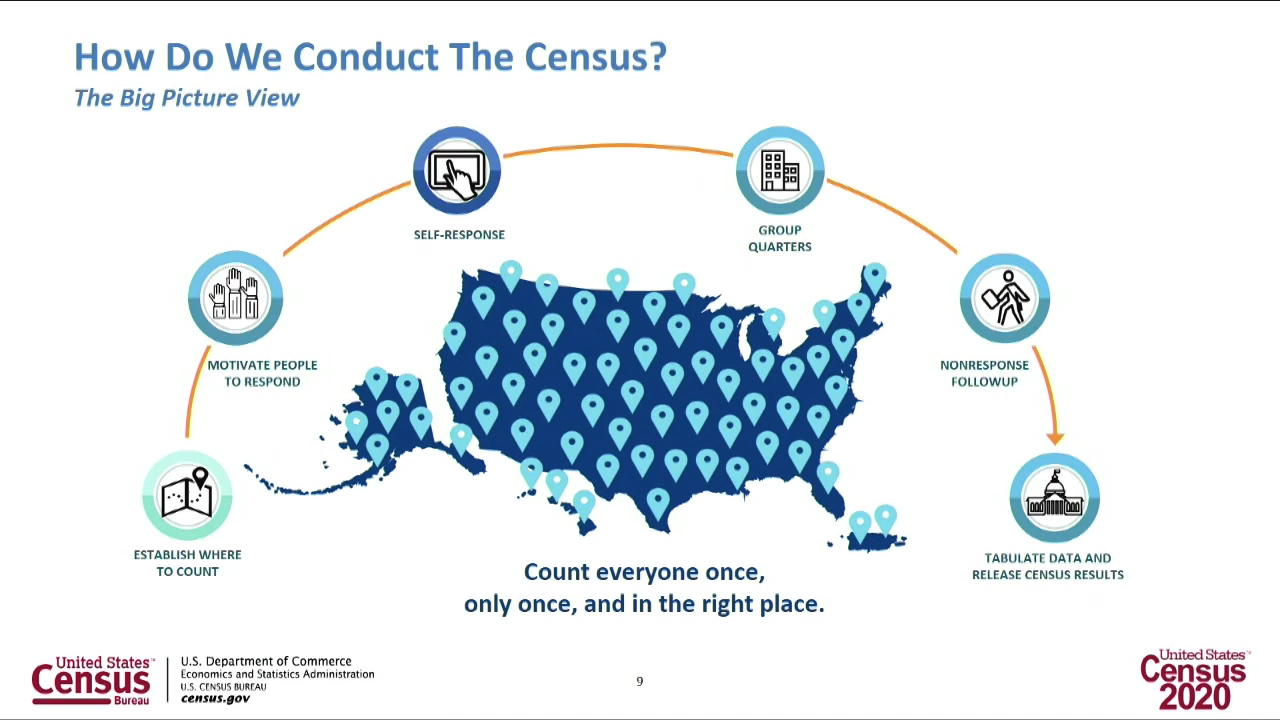 How Do We Conduct The Census?
The Big Picture View
SELF-RESPONSE
GROUP
QUARTERS
MOTIVATE PEOPLE
TO RESPOND
NONRESPONSE
FOLLOWUP
ESTABLISH WHERE
TO COUNT
TABULATE DATA AND
RELEASE CENSUS RESULTS
Count everyone once,
only once, and in the right place.
United States™
Census
Bureau
U.S. Department of Commerce
Economics and Statistics Administration
U.S. CENSUS BUREAU
census.gov
9
United States™
Census
2020